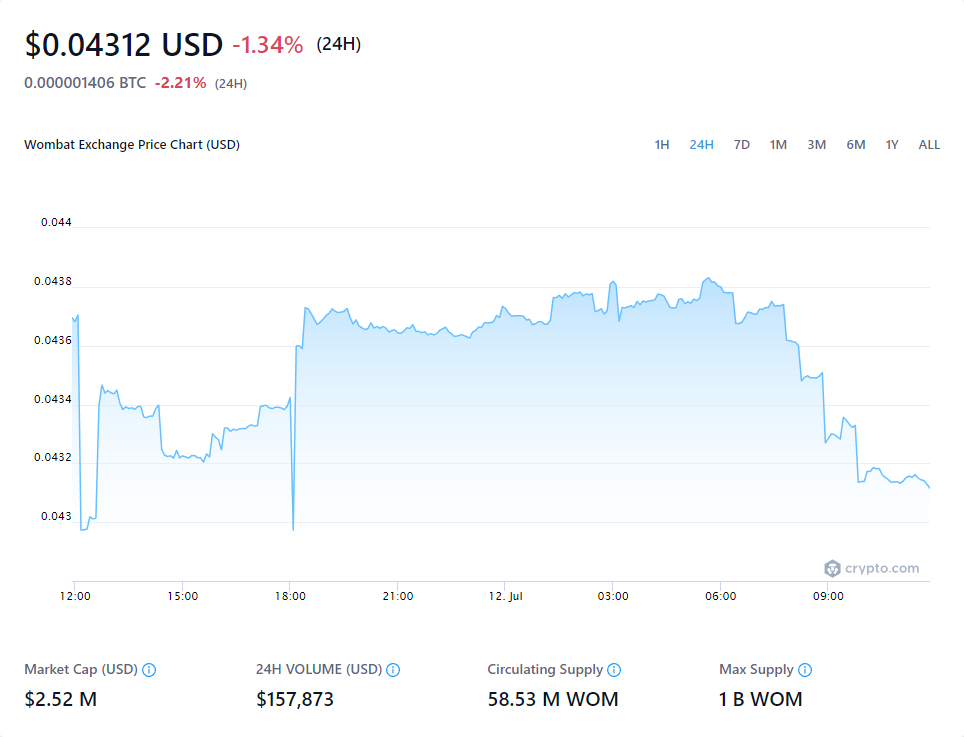 $0.04312 USD -1.34% (24H)
0.000001406 BTC -2.21% (24H)
Wombat Exchange Price Chart (USD) 1H 24H 7D 1M 3M 6M 1Y ALL
0.044
0.0438
0.0436
0.0434
0.0432
0.043
crypto.com
12:00 15:00 18:00 21:00 12. Jul 03:00 06:00 09:00
Market Cap (USD) 24H VOLUME (USD) Circulating Supply Max Supply
$2.52 M $157,873 58.53 M WOM 1 B WOM